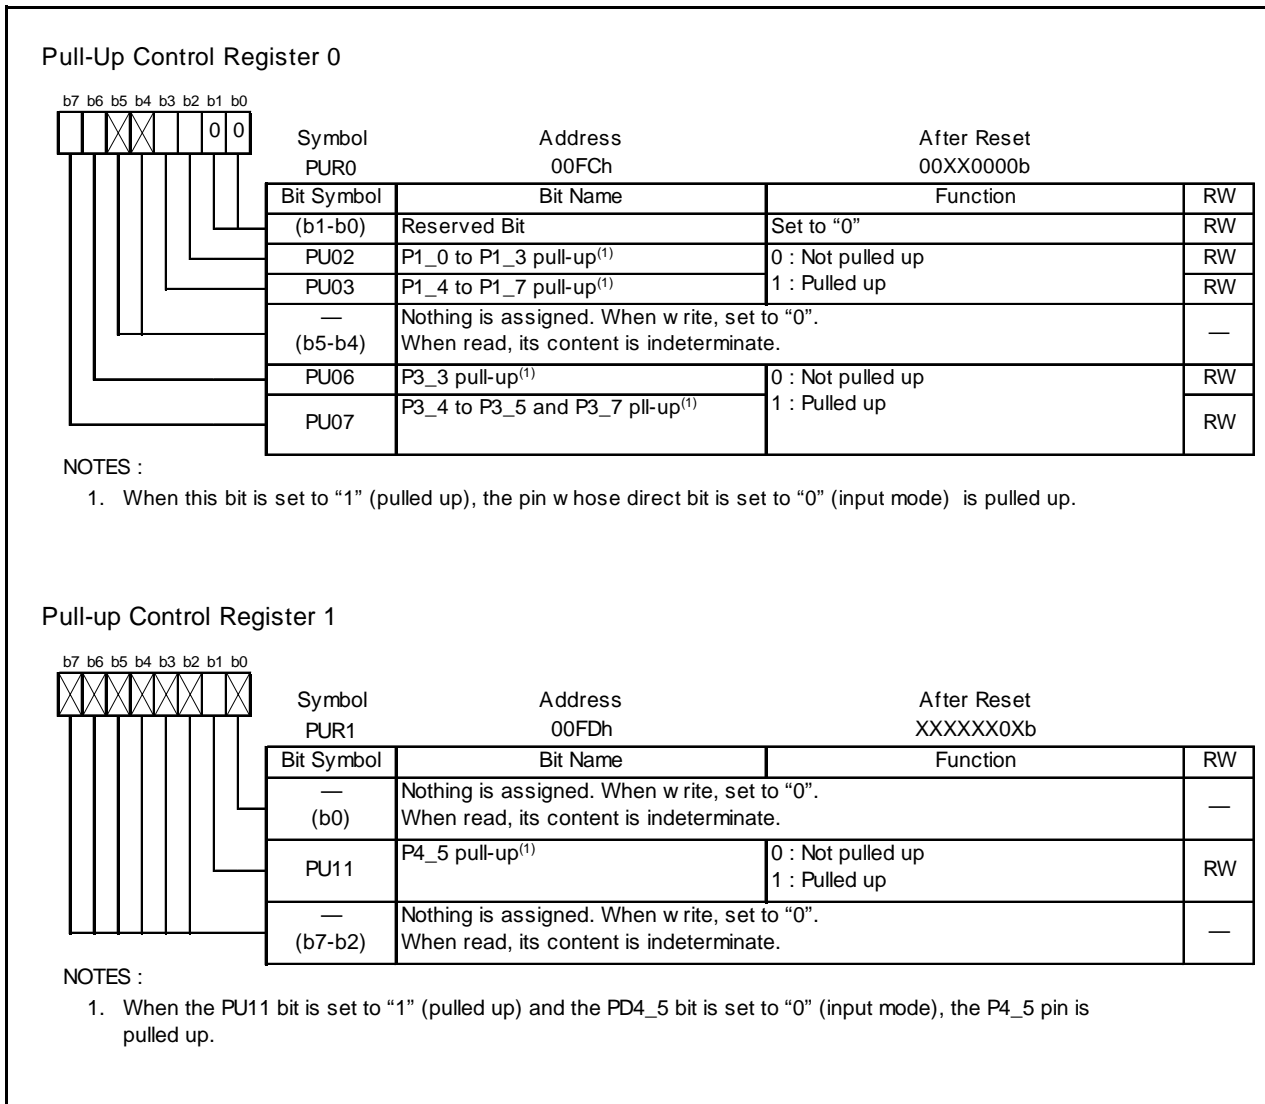 Pull-Up Control Register 0
b7 b6 b5 b4 b3 b2 b1 b0
0 0
Symbol Address After Reset
PUR0 00FCh 00XX0000b
Bit Symbol Bit Name Function RW
(b1-b0) Reserved Bit Set to “0” RW
PU02 P1_0 to P1_3 pull-up(1) 0 : Not pulled up RW
PU03 P1_4 to P1_7 pull-up(1) 1 : Pulled up RW
— Nothing is assigned. When w rite, set to “0”.
(b5-b4) When read, its content is indeterminate. —
PU06 P3_3 pull-up(1) 0 : Not pulled up RW
PU07 P3_4 to P3_5 and P3_7 pll-up(1) 1 : Pulled up RW
NOTES :
1. When this bit is set to “1” (pulled up), the pin w hose direct bit is set to “0” (input mode) is pulled up.
Pull-up Control Register 1
b7 b6 b5 b4 b3 b2 b1 b0
Symbol Address After Reset
PUR1 00FDh XXXXXX0Xb
Bit Symbol Bit Name Function RW
— Nothing is assigned. When w rite, set to “0”.
(b0) When read, its content is indeterminate. —
PU11 P4_5 pull-up(1) 0 : Not pulled up RW
1 : Pulled up
— Nothing is assigned. When w rite, set to “0”.
(b7-b2) When read, its content is indeterminate. —
NOTES :
1. When the PU11 bit is set to “1” (pulled up) and the PD4_5 bit is set to “0” (input mode), the P4_5 pin is
pulled up.